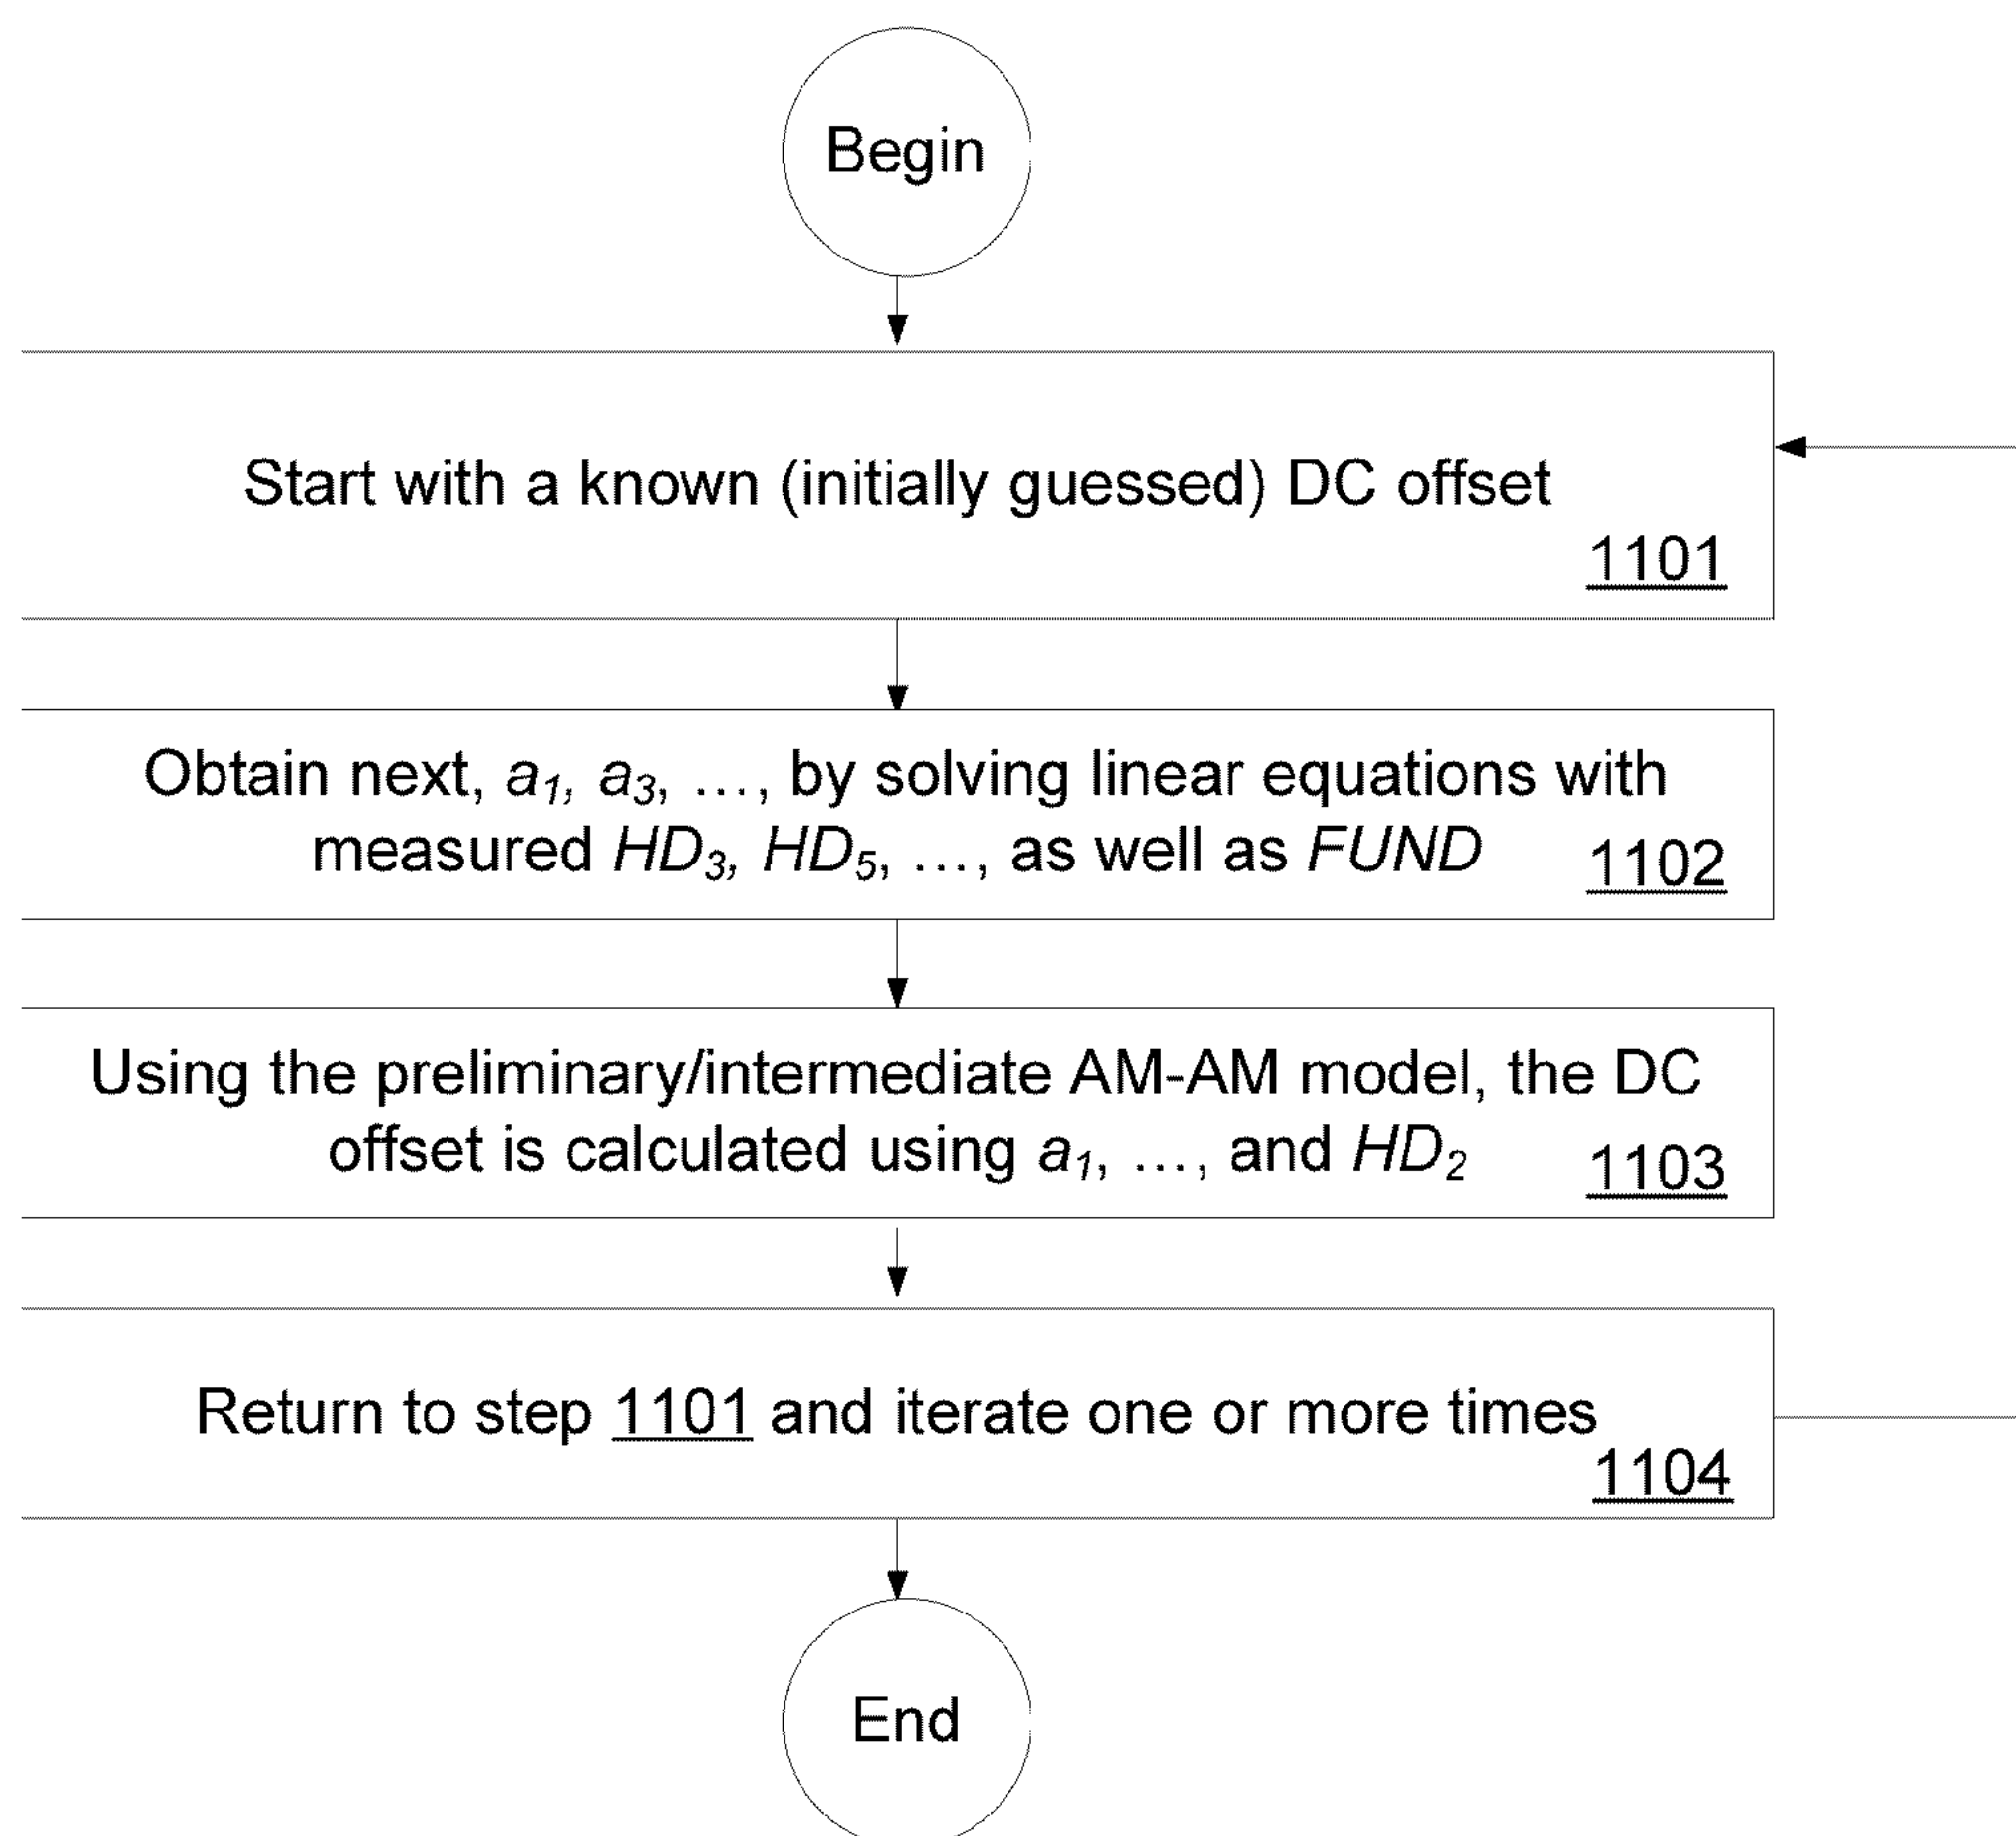 Begin
Start with a known (initially guessed) DC offset
1101
Obtain next, a1, a3, …, by solving linear equations with
measured HD3, HD5, …, as well as FUND
1102
Using the preliminary/intermediate AM-AM model, the DC
offset is calculated using a1, …, and HD2
1103
Return to step 1101 and iterate one or more times
1104
End